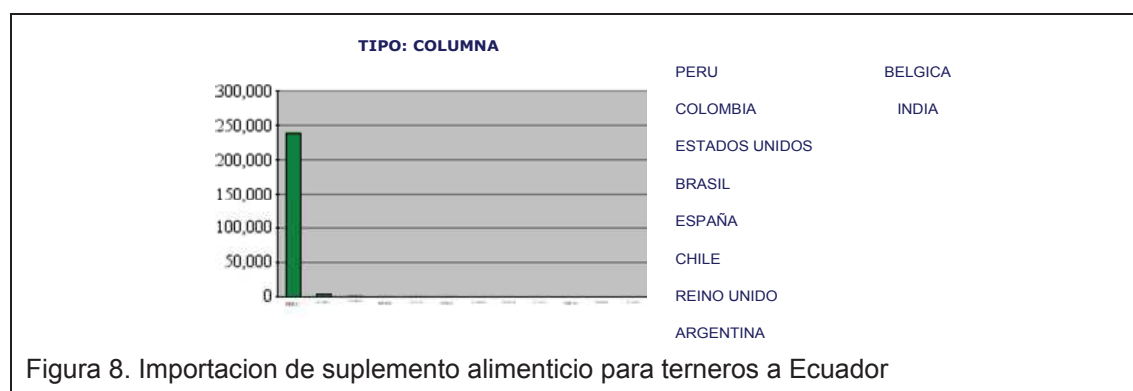 TIPO: COLUMNA
300,000
250,000
200,000
150,000
100,000
50,000
0
PERU
BELGICA
COLOMBIA
INDIA
ESTADOS UNIDOS
BRASIL
ESPAÑA
CHILE
REINO UNIDO
ARGENTINA
Figura 8. Importacion de suplemento alimenticio para terneros a Ecuador